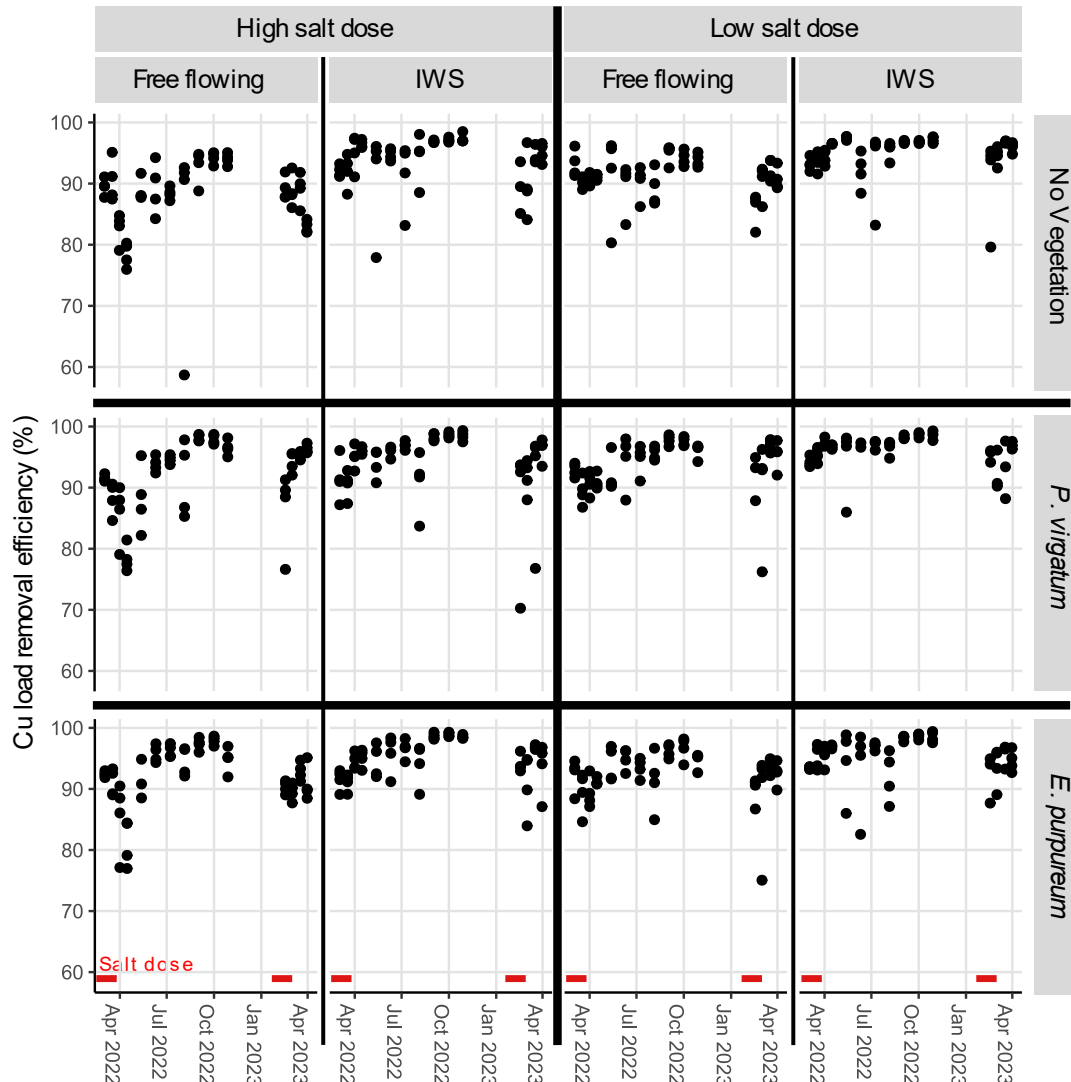 High salt dose
Low salt dose
Free flowing
IWS
Free flowing
IWS
Cu load removal efficiency (%)
100
90
80
70
60
No Vegetation
100
90
80
70
60
P. virgatum
100
90
80
70
60
E. purpureum
Salt dose
Apr 2022
Jul 2022
Oct 2022
Jan 2023
Apr 2023
Apr 2022
Jul 2022
Oct 2022
Jan 2023
Apr 2023
Apr 2022
Jul 2022
Oct 2022
Jan 2023
Apr 2023
Apr 2022
Jul 2022
Oct 2022
Jan 2023
Apr 2023